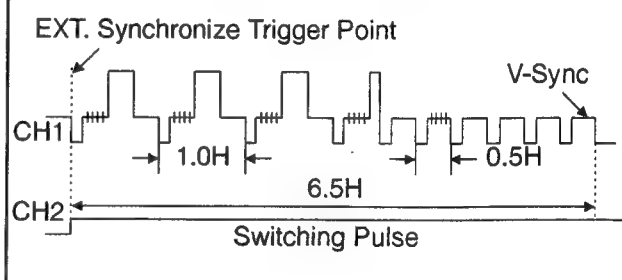 EXT. Synchronize Trigger Point
V-Sync
CH1
1.0H
0.5H
6.5H
CH2
Switching Pulse